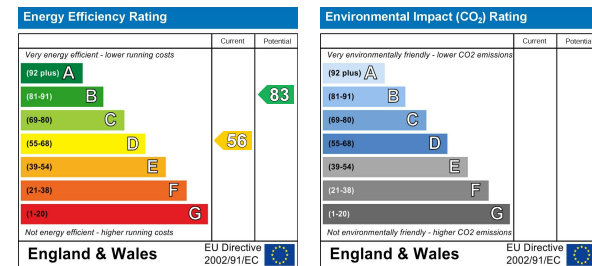 Energy Efficiency Rating
Current Potential
Very energy efficient - lower running costs
(92 plus) A
(81-91) B
83
(69-80) C
(55-68) D
56
(39-54) E
(21-38) F
(1-20) G
Not energy efficient - higher running costs
England & Wales
EU Directive
2002/91/EC
Environmental Impact (CO₂) Rating
Current Potentia
Very environmentally friendly - lower CO2 emissions
(92 plus) A
(81-91) B
(69-80) C
(55-68) D
(39-54) E
(21-38) F
(1-20) G
Not environmentally friendly - higher CO2 emissions
England & Wales
EU Directive
2002/91/EC